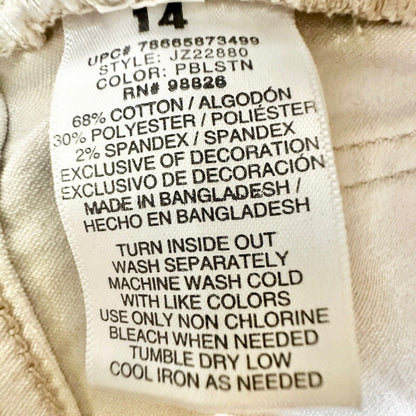 14
UPC# 78665873499
STYLE: JZ22880
COLOR: PBLSTN
RN# 98826
68% COTTON / ALGODÓN
30% POLYESTER / POLIÉSTER
2% SPANDEX / SPANDEX
EXCLUSIVE OF DECORATION
EXCLUSIVO DE DECORACIÓN
MADE IN BANGLADESH /
HECHO EN BANGLADESH
TURN INSIDE OUT
WASH SEPARATELY
MACHINE WASH COLD
WITH LIKE COLORS
USE ONLY NON CHLORINE
BLEACH WHEN NEEDED
TUMBLE DRY LOW
COOL IRON AS NEEDED